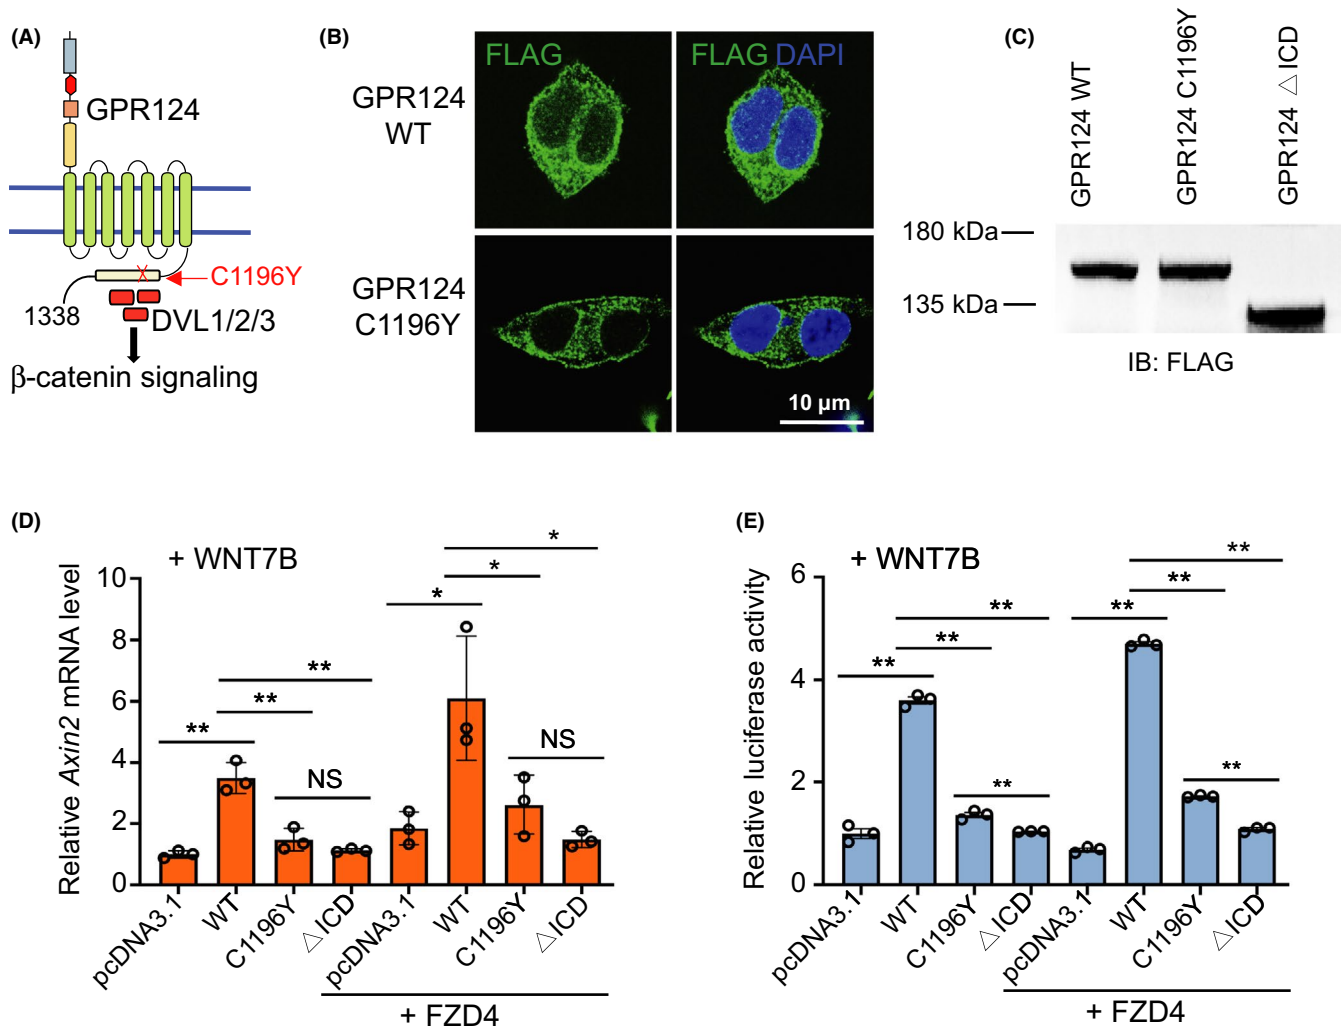 (A)
GPR124
C1196Y
1338
DVL1/2/3
β-catenin signaling
(B)
FLAG
FLAG DAPI
GPR124
WT
GPR124
C1196Y
10 µm
(C)
GPR124 WT
GPR124 C1196Y
GPR124 △ ICD
180 kDa
135 kDa
IB: FLAG
(D)
+ WNT7B
Relative Axin2 mRNA level
10
8
6
4
2
0
**
**
**
NS
*
*
*
NS
pcDNA3.1
WT
C1196Y
△ICD
pcDNA3.1
WT
C1196Y
△ICD
+ FZD4
(E)
+ WNT7B
Relative luciferase activity
6
4
2
0
**
**
**
**
**
**
**
**
pcDNA3.1
WT
C1196Y
△ICD
pcDNA3.1
WT
C1196Y
△ICD
+ FZD4